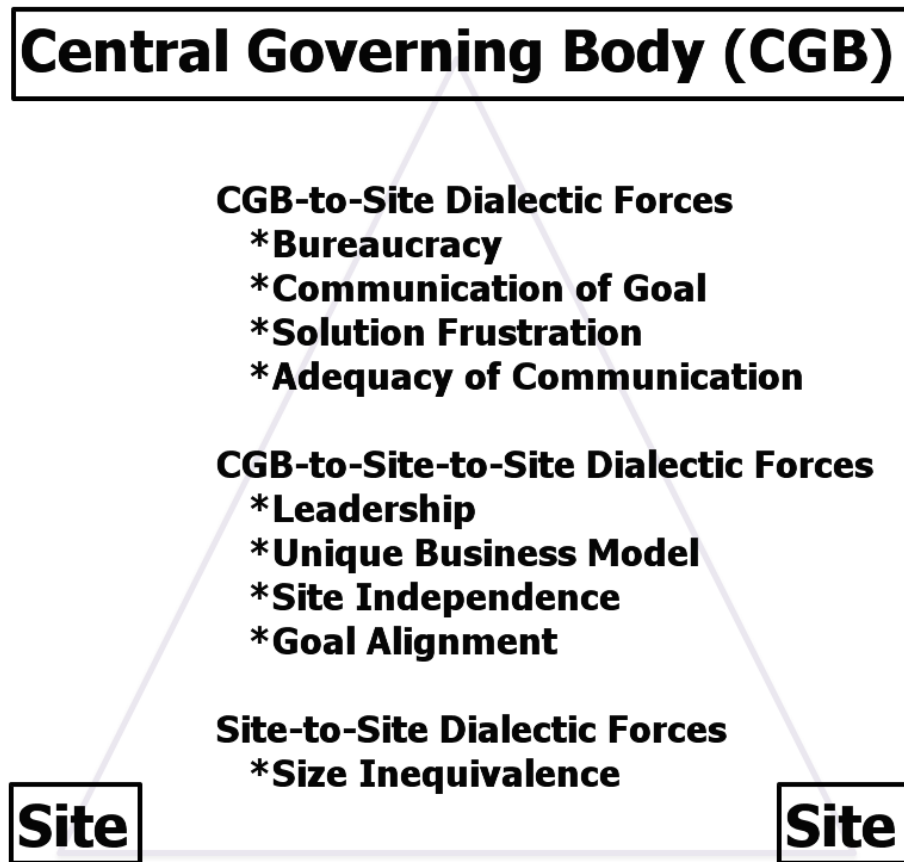 Central Governing Body (CGB)
CGB-to-Site Dialectic Forces
*Bureaucracy
*Communication of Goal
*Solution Frustration
*Adequacy of Communication
CGB-to-Site-to-Site Dialectic Forces
*Leadership
*Unique Business Model
*Site Independence
*Goal Alignment
Site-to-Site Dialectic Forces
*Size Inequivalence
Site
Site